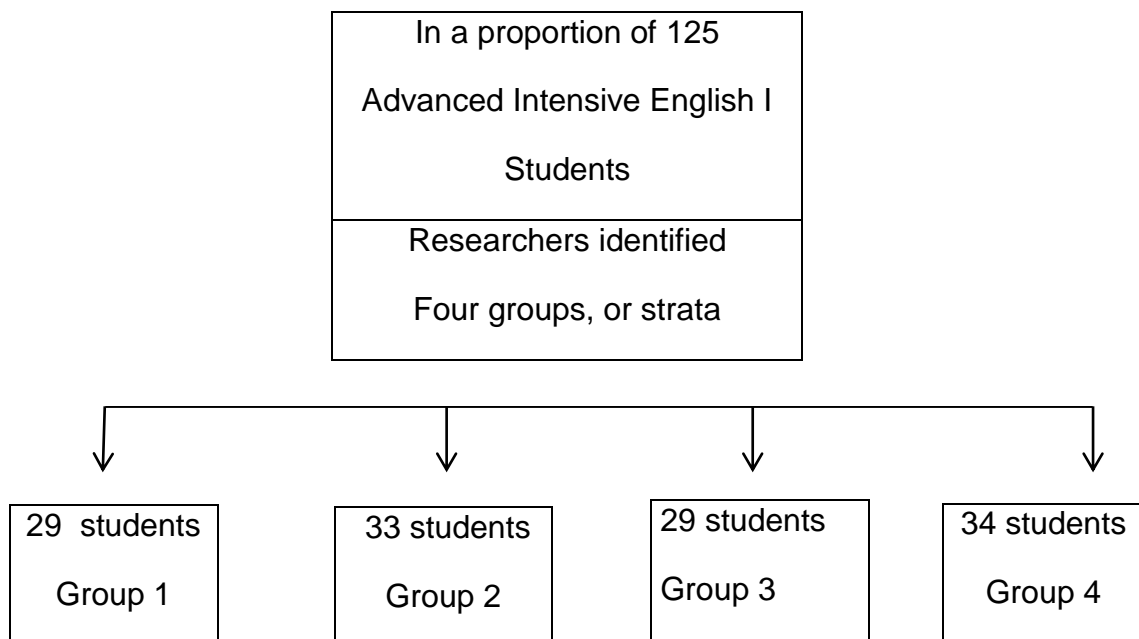 In a proportion of 125
Advanced Intensive English I
Students
Researchers identified
Four groups, or strata
29 students
Group 1
33 students
Group 2
29 students
Group 3
34 students
Group 4